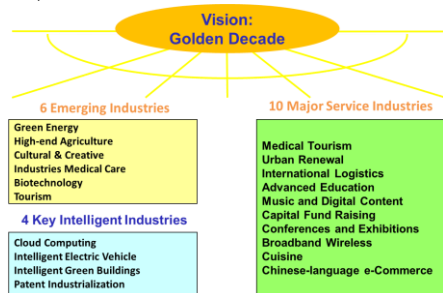 Vision:
Golden Decade
6 Emerging Industries
Green Energy
High-end Agriculture
Cultural & Creative
Industries Medical Care
Biotechnology
Tourism
4 Key Intelligent Industries
Cloud Computing
Intelligent Electric Vehicle
Intelligent Green Buildings
Patent Industrialization
10 Major Service Industries
Medical Tourism
Urban Renewal
International Logistics
Advanced Education
Music and Digital Content
Capital Fund Raising
Conferences and Exhibitions
Broadband Wireless
Cuisine
Chinese-language e-Commerce